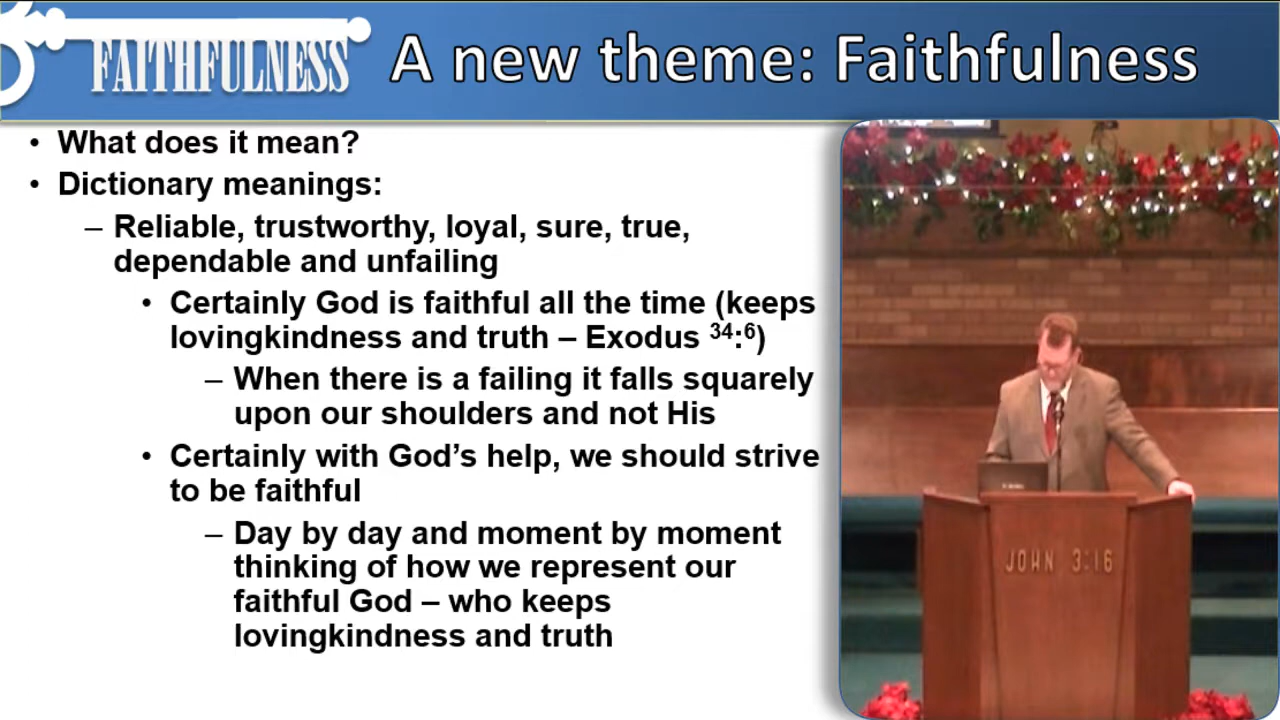 FAITHFULNESS
A new theme: Faithfulness
• What does it mean?
• Dictionary meanings:
– Reliable, trustworthy, loyal, sure, true,
dependable and unfailing
• Certainly God is faithful all the time (keeps
lovingkindness and truth – Exodus 34:6)
– When there is a failing it falls squarely
upon our shoulders and not His
• Certainly with God’s help, we should strive
to be faithful
– Day by day and moment by moment
thinking of how we represent our
faithful God – who keeps
lovingkindness and truth
JOHN 3:16